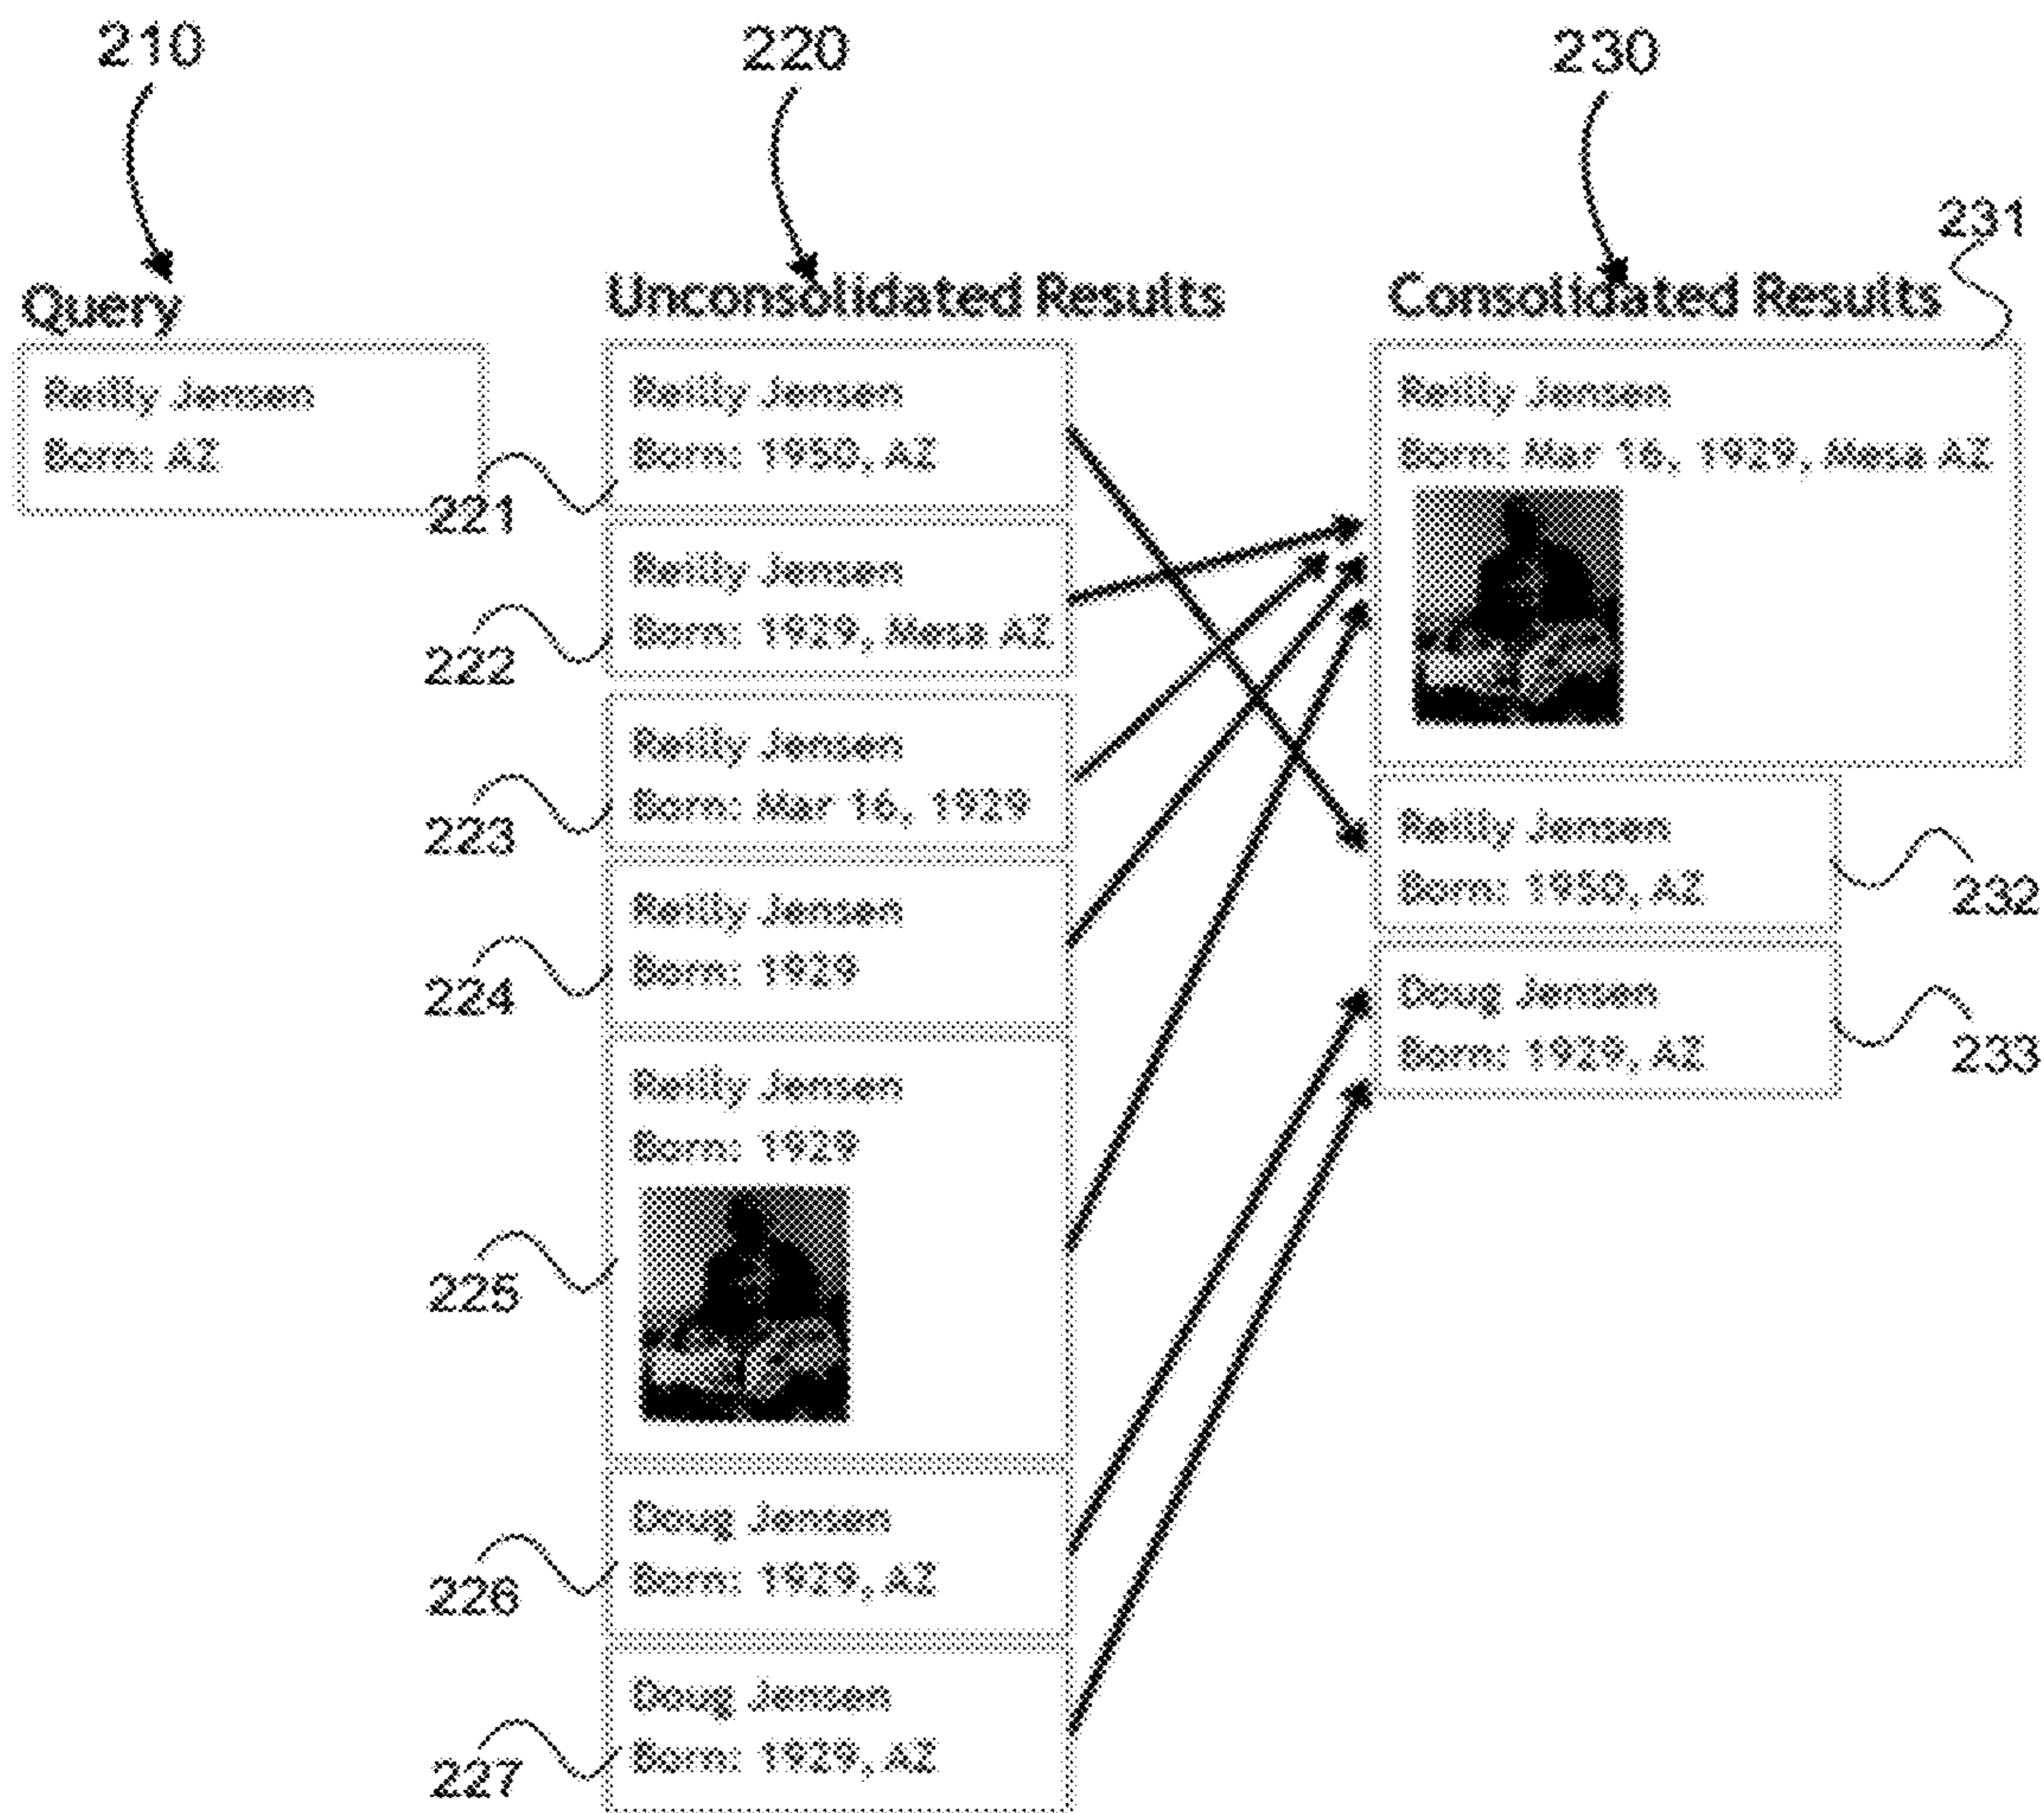 210
220
230
231
Query
Unconsolidated Results
Consolidated Results
Reilly Jensen
Born: AZ
221
Reilly Jensen
Born: 1950, AZ
222
Reilly Jensen
Born: 1929, Mesa AZ
223
Reilly Jensen
Born: Mar 16, 1929
224
Reilly Jensen
Born: 1929
225
Reilly Jensen
Born: 1929
226
Doug Jensen
Born: 1929, AZ
227
Doug Jensen
Born: 1929, AZ
Reilly Jensen
Born: Mar 16, 1929, Mesa AZ
Reilly Jensen
Born: 1950, AZ
232
Doug Jensen
Born: 1929, AZ
233